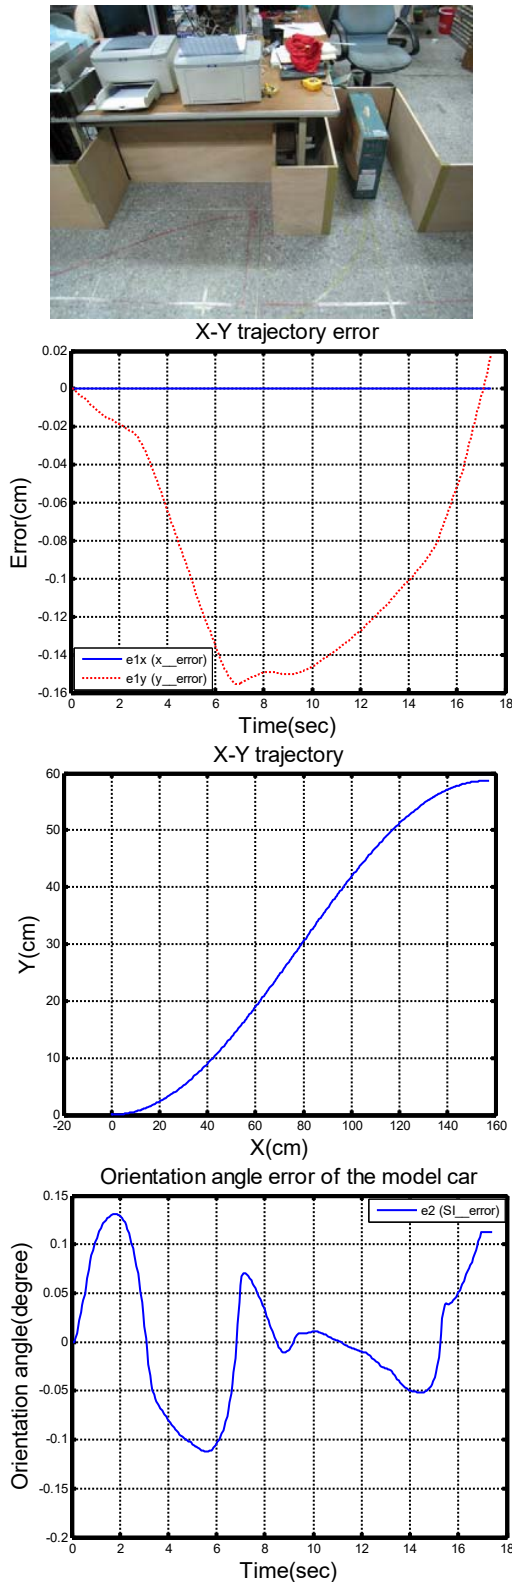 X-Y trajectory error
0.02
0
-0.02
-0.04
-0.06
-0.08
-0.1
-0.12
-0.14
-0.16
Error(cm)
e1x (x__error)
e1y (y__error)
0 2 4 6 8 10 12 14 16 18
Time(sec)
X-Y trajectory
60
50
40
30
20
10
0
Y(cm)
-20 0 20 40 60 80 100 120 140 160
X(cm)
Orientation angle error of the model car
0.15
0.1
0.05
0
-0.05
-0.1
-0.15
-0.2
Orientation angle(degree)
e2 (SI__error)
0 2 4 6 8 10 12 14 16 18
Time(sec)